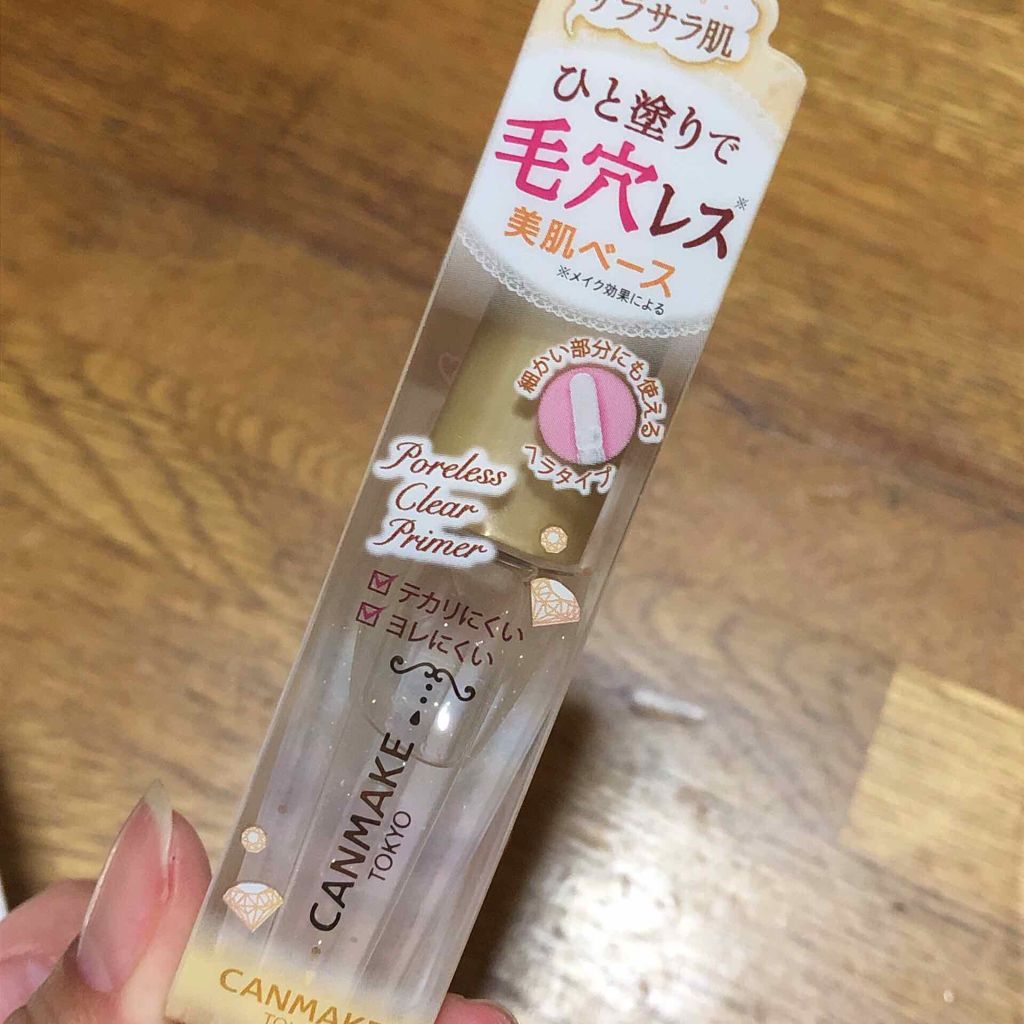 サラサラ肌
ひと塗りで
毛穴レス※
美肌ベース
※メイク効果による
細かい部分にも使える
ヘラタイプ
Poreless
Clear
Primer
テカリにくい
ヨレにくい
CANMAKE
TOKYO
CANMAKE